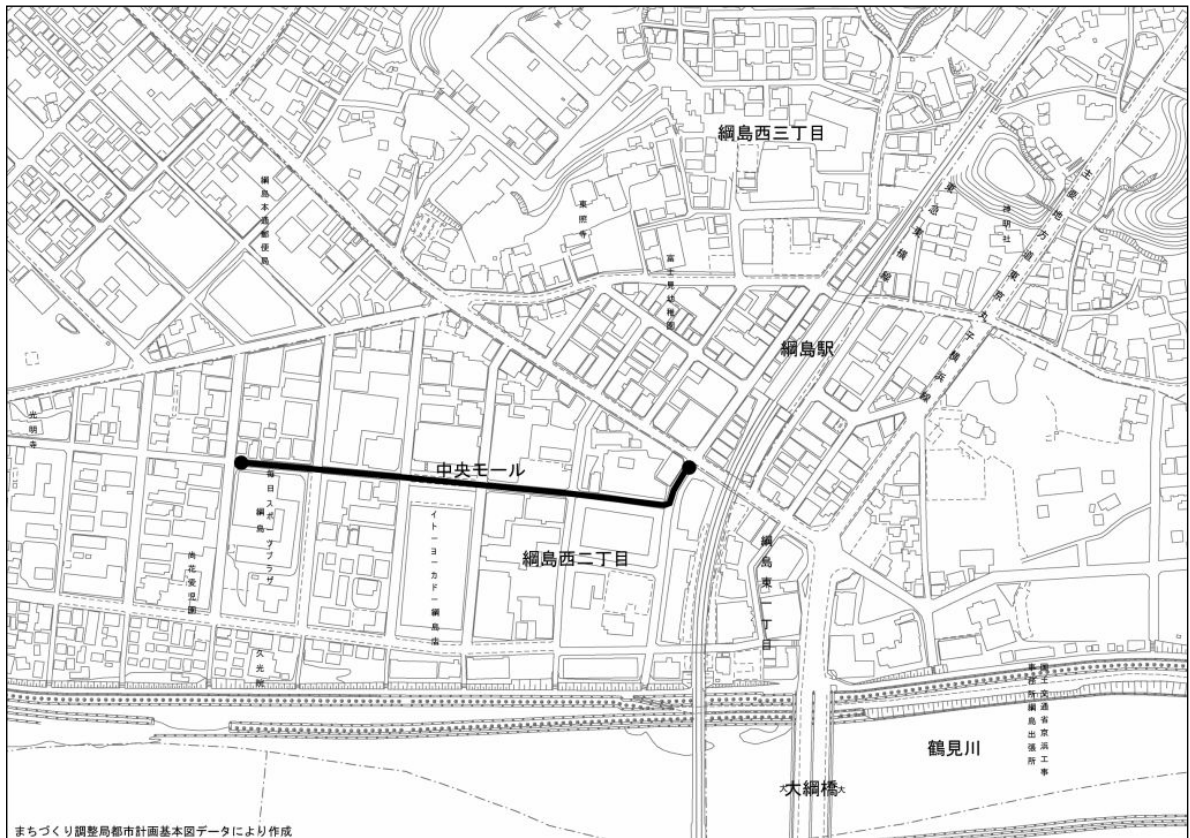 綱島西三丁目
綱島本通郵便局
東照寺
富士見幼稚園
東急東横線
神明社
主要地方道東京丸子横浜線
綱島駅
光明寺
中央モール
毎日スポーツプラザ
綱島
尚花愛児園
イトーヨーカドー綱島店
綱島西二丁目
綱島東一丁目
久光院
国土交通省京浜工事
事務所綱島出張所
鶴見川
大綱橋
まちづくり調整局都市計画基本図データにより作成